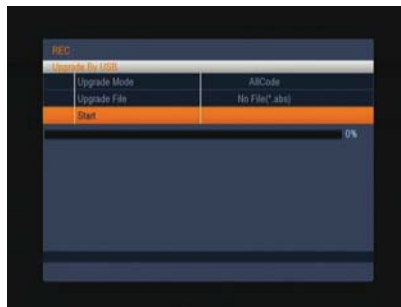 REC
Upgrade By USB
Upgrade Mode AllCode
Upgrade File No File(*.abs)
Start
0%